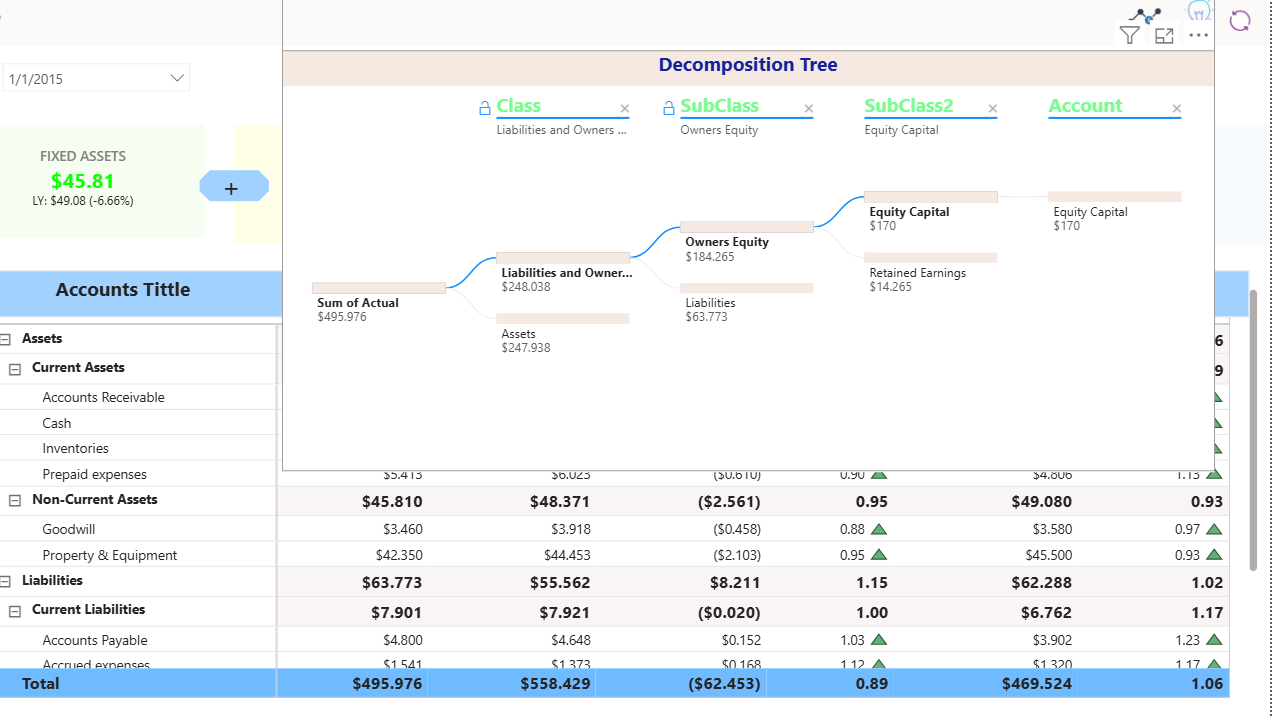 Decomposition Tree
1/1/2015
Class
SubClass
SubClass2
Account
Liabilities and Owners ...
Owners Equity
Equity Capital
FIXED ASSETS
$45.81
LY: $49.08 (-6.66%)
+
Equity Capital
$170
Equity Capital
$170
Owners Equity
$184.265
Liabilities and Owner...
$248.038
Retained Earnings
$14.265
Sum of Actual
$495.976
Liabilities
$63.773
Assets
$247.938
Accounts Tittle
Assets 6
Current Assets 9
Accounts Receivable
Cash
Inventories
Prepaid expenses $5.413 $6.023 ($0.610) 0.90 $4.806 1.13
Non-Current Assets $45.810 $48.371 ($2.561) 0.95 $49.080 0.93
Goodwill $3.460 $3.918 ($0.458) 0.88 $3.580 0.97
Property & Equipment $42.350 $44.453 ($2.103) 0.95 $45.500 0.93
Liabilities $63.773 $55.562 $8.211 1.15 $62.288 1.02
Current Liabilities $7.901 $7.921 ($0.020) 1.00 $6.762 1.17
Accounts Payable $4.800 $4.648 $0.152 1.03 $3.902 1.23
Accrued expenses $1.541 $1.373 $0.168 1.12 $1.320 1.17
Total $495.976 $558.429 ($62.453) 0.89 $469.524 1.06